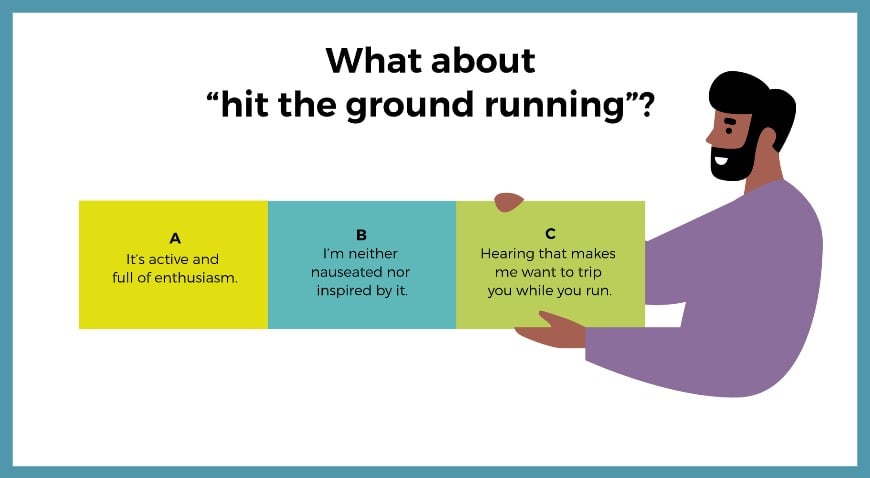 What about
“hit the ground running”?
A
It’s active and
full of enthusiasm.
B
I’m neither
nauseated nor
inspired by it.
C
Hearing that makes
me want to trip
you while you run.